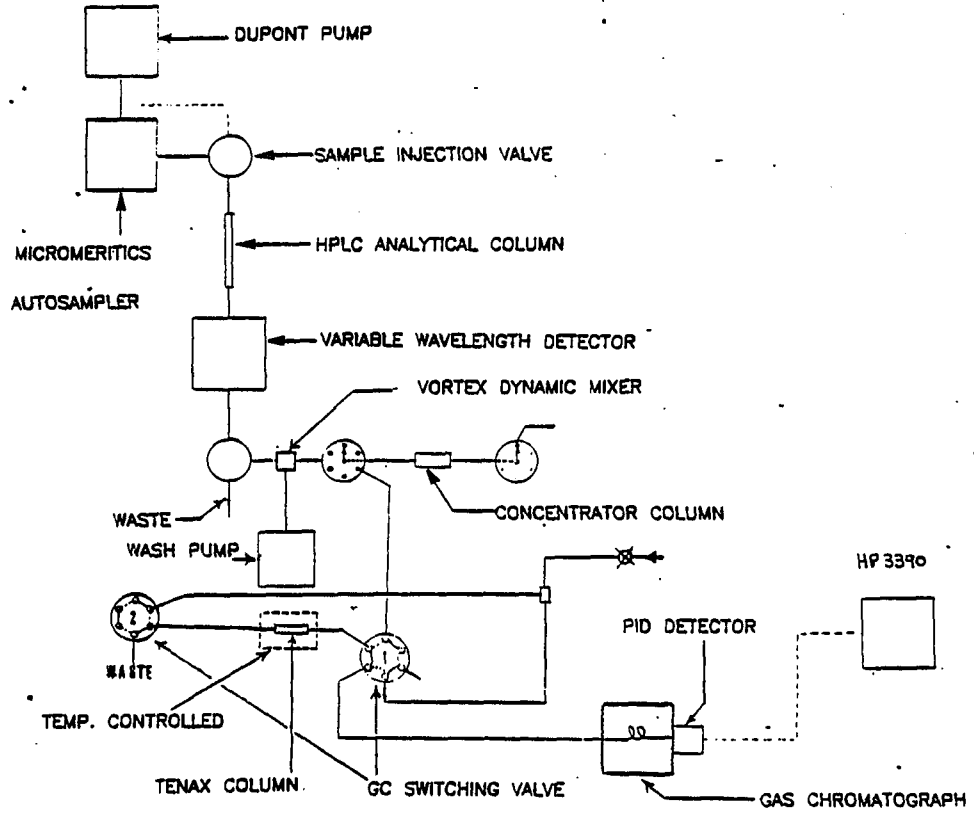 DUPONT PUMP
SAMPLE INJECTION VALVE
MICROMERITICS
AUTOSAMPLER
HPLC ANALYTICAL COLUMN
VARIABLE WAVELENGTH DETECTOR
VORTEX DYNAMIC MIXER
WASTE
CONCENTRATOR COLUMN
WASH PUMP
HP 3390
2
1
PID DETECTOR
WASTE
TEMP. CONTROLLED
TENAX COLUMN
GC SWITCHING VALVE
GAS CHROMATOGRAPH